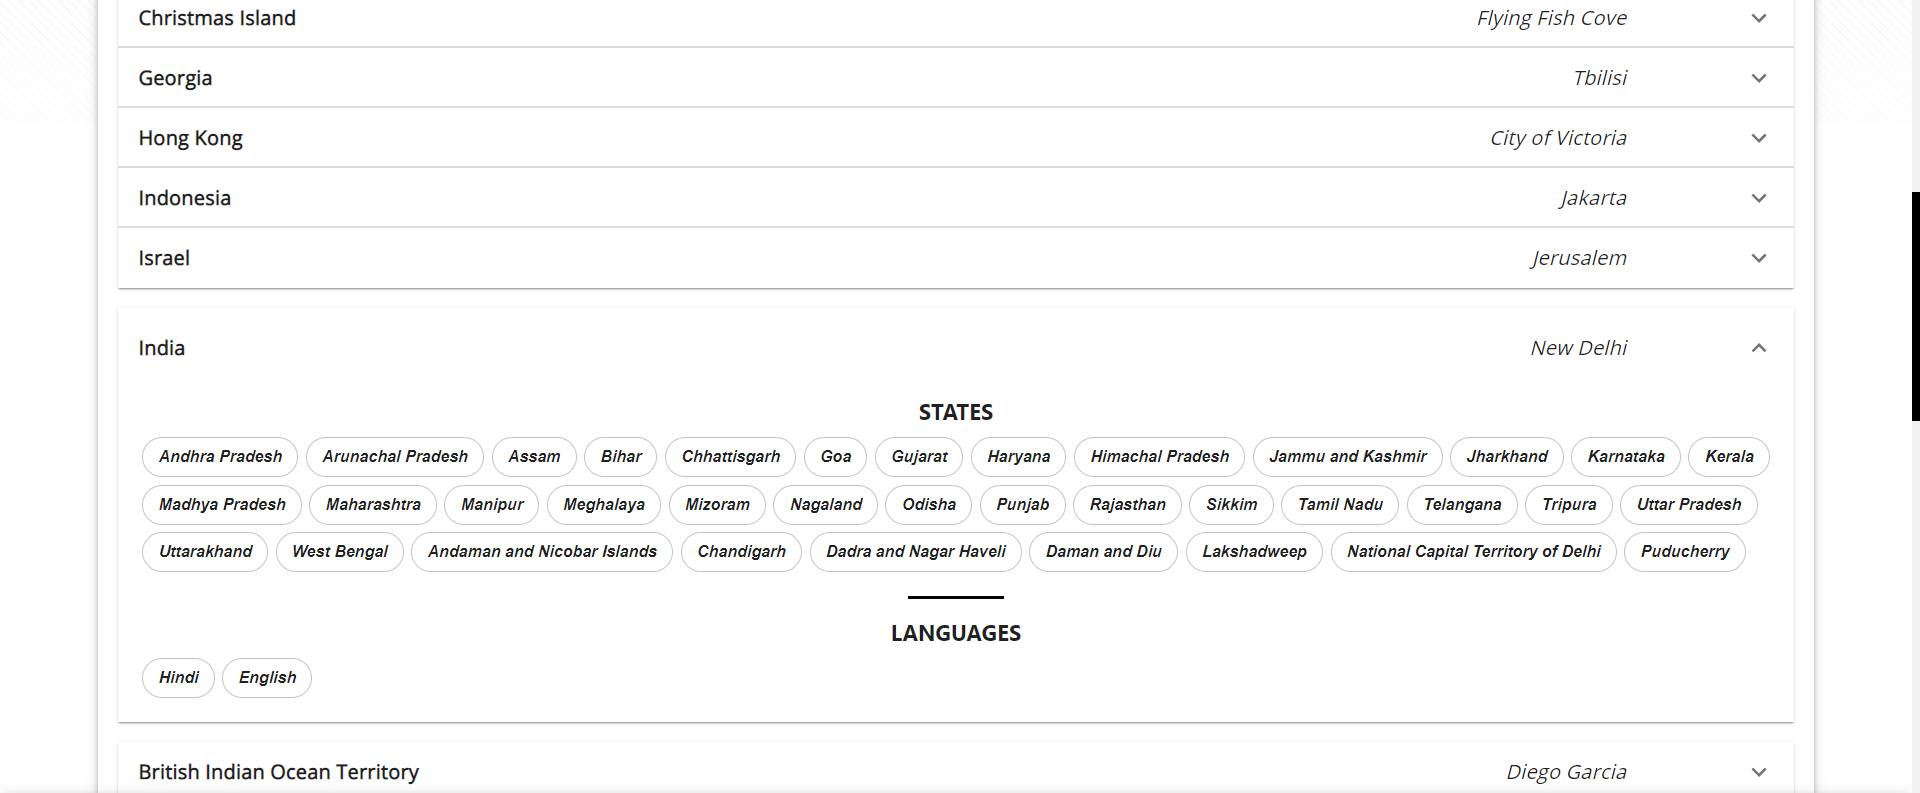 Christmas Island Flying Fish Cove
Georgia Tbilisi
Hong Kong City of Victoria
Indonesia Jakarta
Israel Jerusalem
India New Delhi
STATES
Andhra Pradesh Arunachal Pradesh Assam Bihar Chhattisgarh Goa Gujarat Haryana Himachal Pradesh Jammu and Kashmir Jharkhand Karnataka Kerala
Madhya Pradesh Maharashtra Manipur Meghalaya Mizoram Nagaland Odisha Punjab Rajasthan Sikkim Tamil Nadu Telangana Tripura Uttar Pradesh
Uttarakhand West Bengal Andaman and Nicobar Islands Chandigarh Dadra and Nagar Haveli Daman and Diu Lakshadweep National Capital Territory of Delhi Puducherry
LANGUAGES
Hindi English
British Indian Ocean Territory Diego Garcia